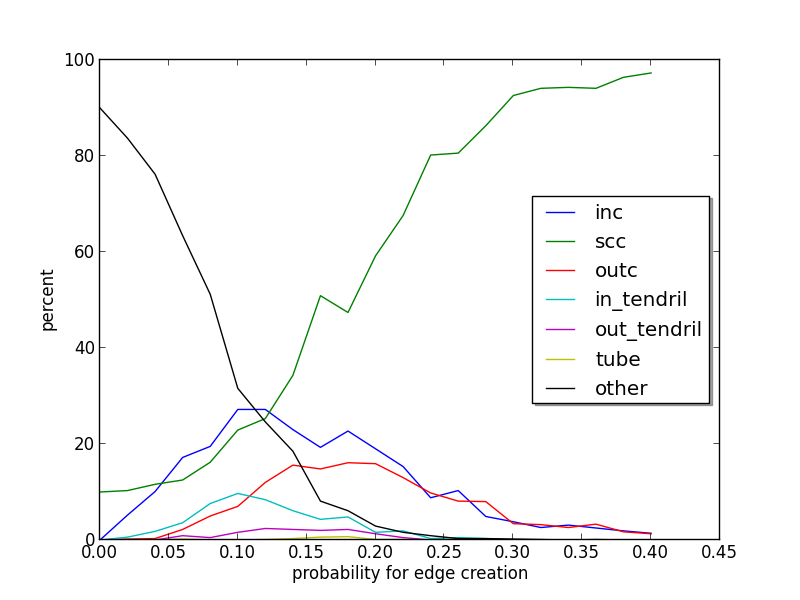 100
80
60
40
20
0
percent
inc
scc
outc
in_tendril
out_tendril
tube
other
0.00 0.05 0.10 0.15 0.20 0.25 0.30 0.35 0.40 0.45
probability for edge creation